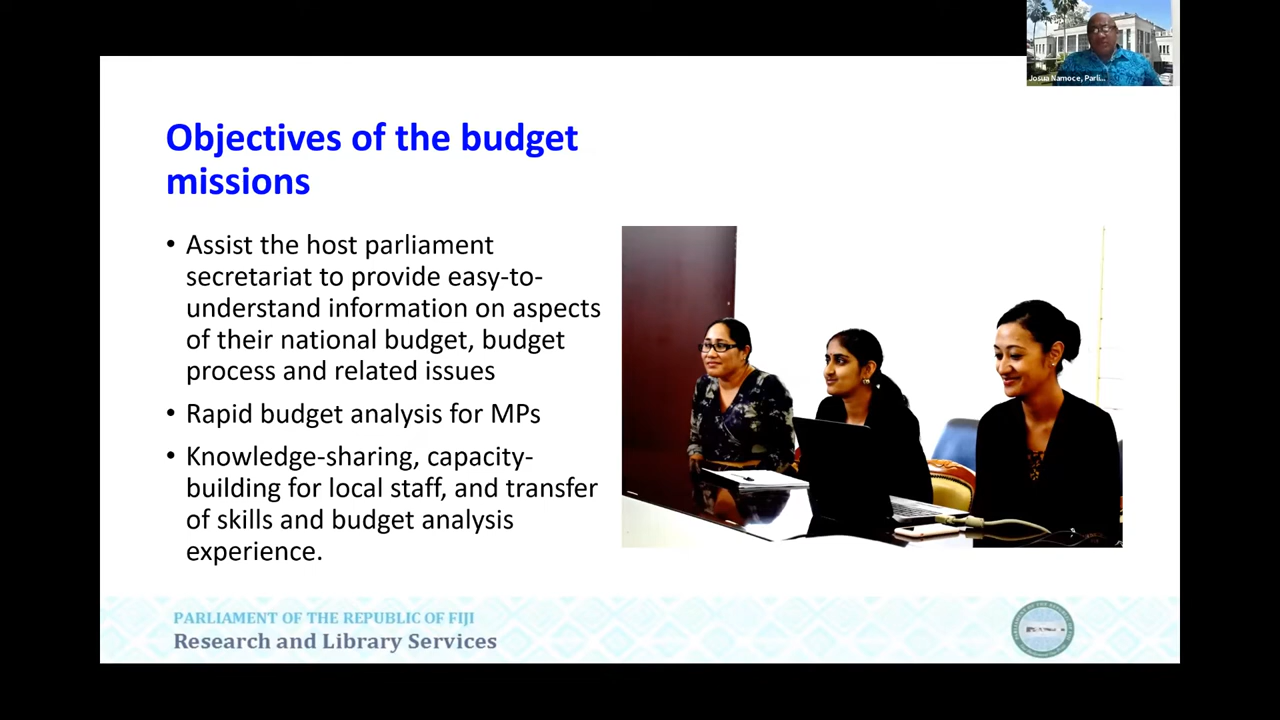 Josua Namoce, Parli...
Objectives of the budget
missions
• Assist the host parliament
secretariat to provide easy-to-
understand information on aspects
of their national budget, budget
process and related issues
• Rapid budget analysis for MPs
• Knowledge-sharing, capacity-
building for local staff, and transfer
of skills and budget analysis
experience.
PARLIAMENT OF THE REPUBLIC OF FIJI
Research and Library Services